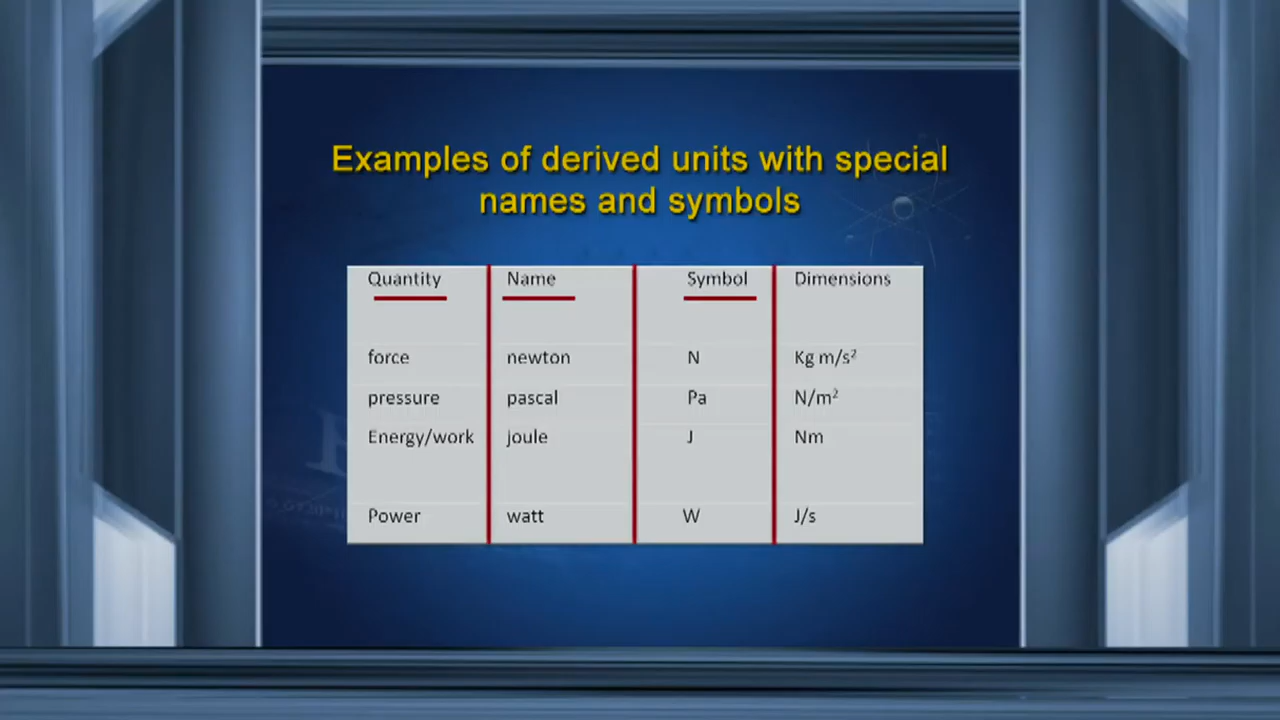 Examples of derived units with special
names and symbols
Quantity Name Symbol Dimensions
force newton N Kg m/s²
pressure pascal Pa N/m²
Energy/work joule J Nm
Power watt W J/s